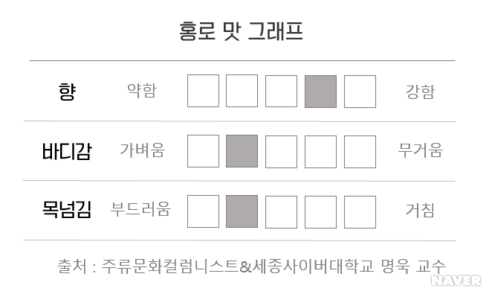 홍로 맛 그래프
향 약함 강함
바디감 가벼움 무거움
목넘김 부드러움 거침
출처 : 주류문화컬럼니스트&세종사이버대학교 명욱 교수
NAVER